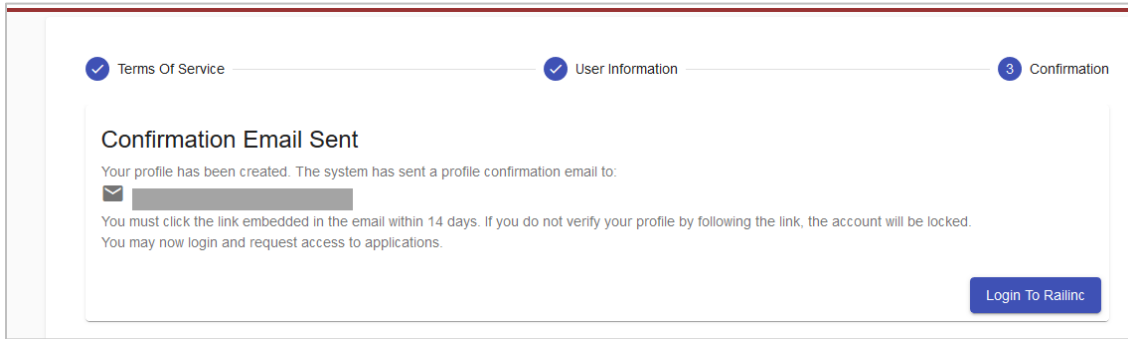 Terms Of Service
User Information
3 Confirmation
Confirmation Email Sent
Your profile has been created. The system has sent a profile confirmation email to:
You must click the link embedded in the email within 14 days. If you do not verify your profile by following the link, the account will be locked.
You may now login and request access to applications.
Login To Railinc